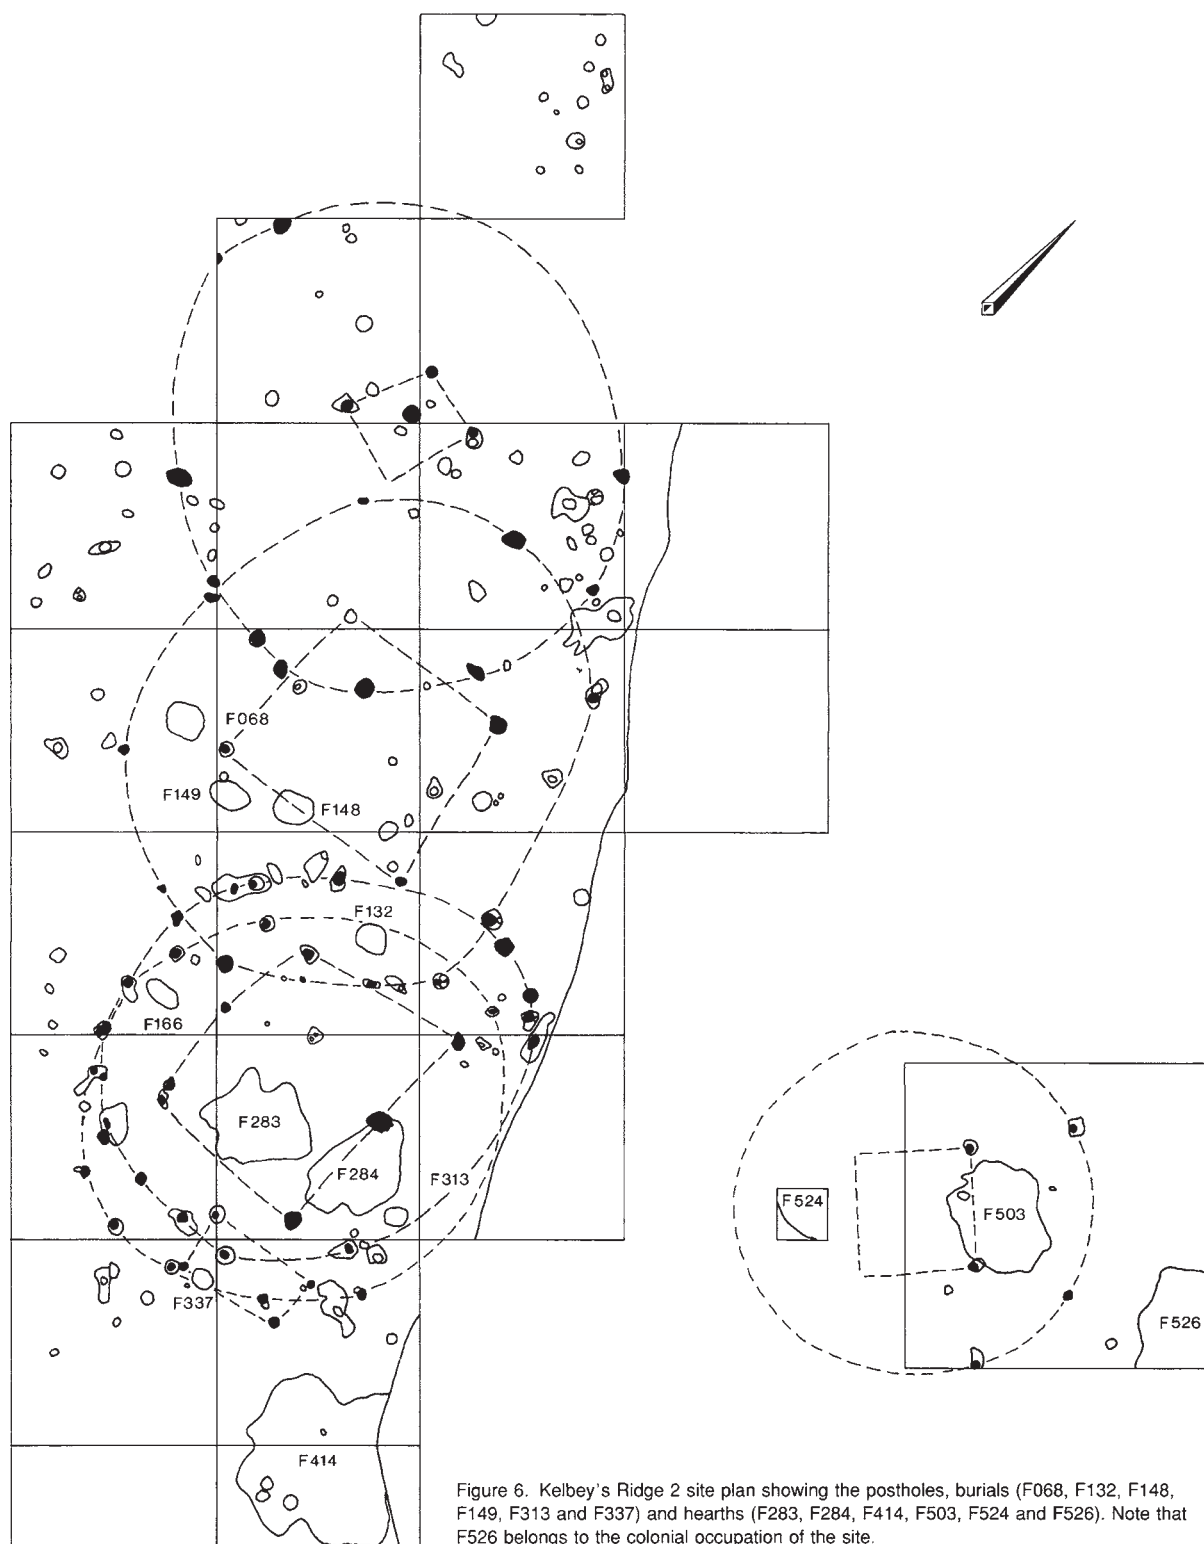 F068
F149
F148
F132
F166
F283
F284
F313
F524
F503
F337
F526
F414
Figure 6. Kelbey's Ridge 2 site plan showing the postholes, burials (F068, F132, F148,
F149, F313 and F337) and hearths (F283, F284, F414, F503, F524 and F526). Note that
F526 belongs to the colonial occupation of the site.